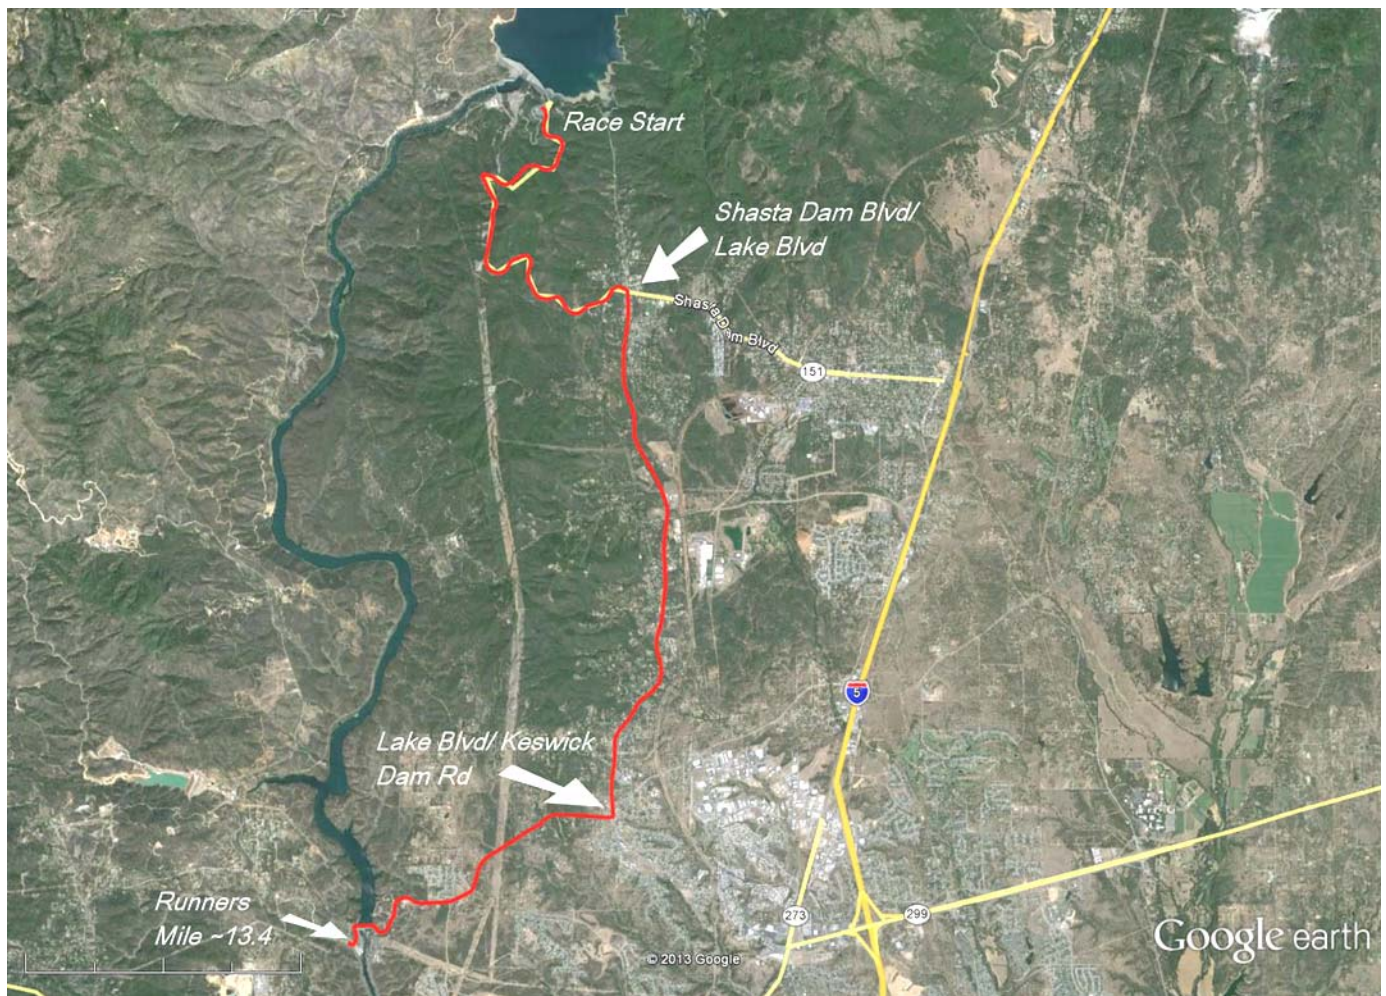 Race Start
Shasta Dam Blvd/
Lake Blvd
Shasta Dam Blvd
151
5
Lake Blvd/ Keswick
Dam Rd
Runners
Mile ~13.4
273
299
© 2013 Google
Google earth